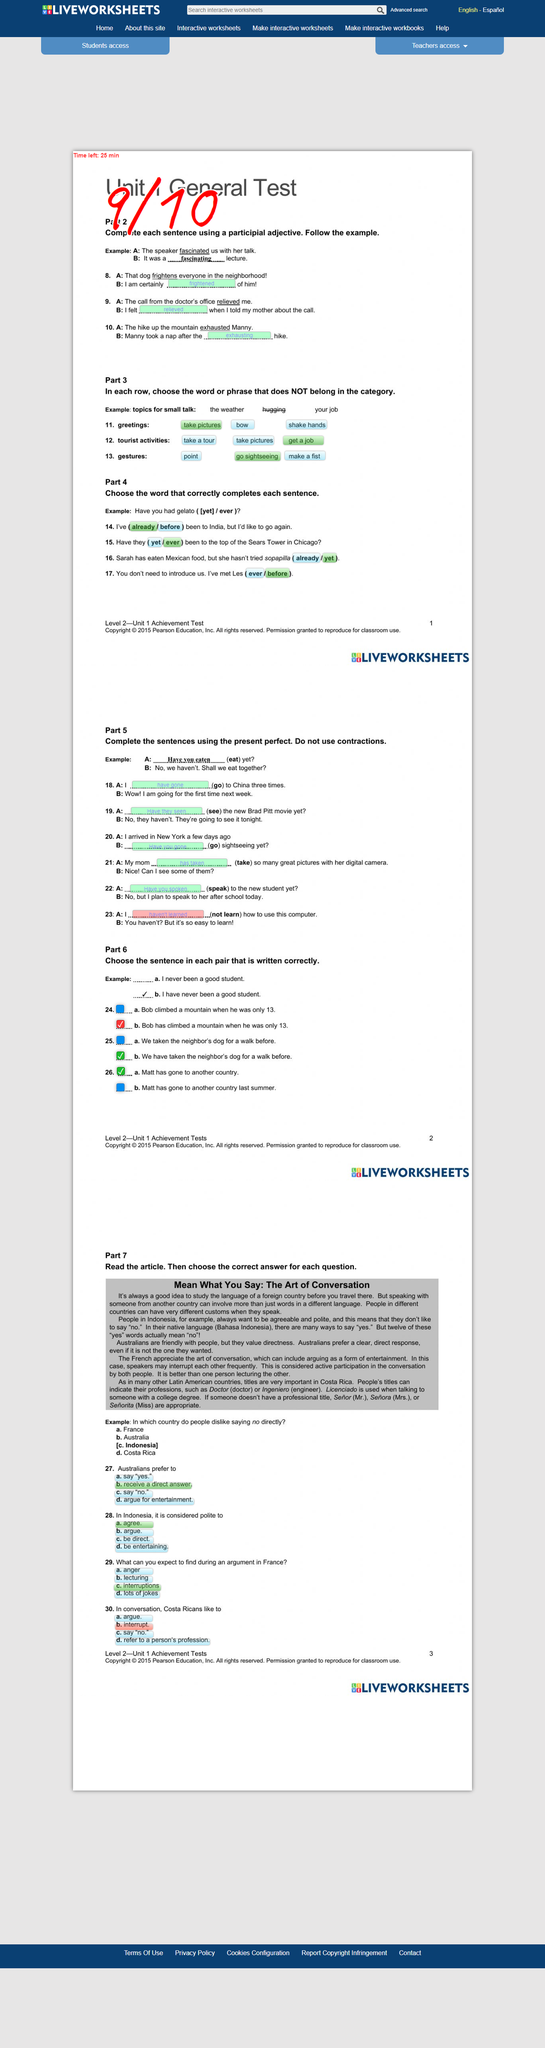 LIVEWORKSHEETS
Search interactive worksheets
Advanced search
English - Español
Home
About this site
Interactive worksheets
Make interactive worksheets
Make interactive workbooks
Help
Students access
Teachers access
Time left: 25 min
Unit 1 General Test
9/10
Part 2
Complete each sentence using a participial adjective. Follow the example.
Example: A: The speaker fascinated us with her talk.
B: It was a fascinating lecture.
8. A: That dog frightens everyone in the neighborhood!
B: I am certainly frightened of him!
9. A: The call from the doctor's office relieved me.
B: I felt relieved when I told my mother about the call.
10. A: The hike up the mountain exhausted Manny.
B: Manny took a nap after the exhausting hike.
Part 3
In each row, choose the word or phrase that does NOT belong in the category.
Example: topics for small talk: the weather hugging your job
11. greetings: take pictures bow shake hands
12. tourist activities: take a tour take pictures get a job
13. gestures: point go sightseeing make a fist
Part 4
Choose the word that correctly completes each sentence.
Example: Have you had gelato ( [yet] / ever )?
14. I've ( already / before ) been to India, but I'd like to go again.
15. Have they ( yet / ever ) been to the top of the Sears Tower in Chicago?
16. Sarah has eaten Mexican food, but she hasn't tried sopapilla ( already / yet ).
17. You don't need to introduce us. I've met Les ( ever / before ).
Level 2—Unit 1 Achievement Test 1
Copyright © 2015 Pearson Education, Inc. All rights reserved. Permission granted to reproduce for classroom use.
LIVEWORKSHEETS
Part 5
Complete the sentences using the present perfect. Do not use contractions.
Example: A: Have you eaten (eat) yet?
B: No, we haven't. Shall we eat together?
18. A: I have gone (go) to China three times.
B: Wow! I am going for the first time next week.
19. A: Have they seen (see) the new Brad Pitt movie yet?
B: No, they haven't. They're going to see it tonight.
20. A: I arrived in New York a few days ago
B: Have you gone (go) sightseeing yet?
21: A: My mom has taken (take) so many great pictures with her digital camera.
B: Nice! Can I see some of them?
22: A: Have you spoken (speak) to the new student yet?
B: No, but I plan to speak to her after school today.
23: A: I haven't learned (not learn) how to use this computer.
B: You haven't? But it's so easy to learn!
Part 6
Choose the sentence in each pair that is written correctly.
Example: a. I never been a good student.
✓ b. I have never been a good student.
24. a. Bob climbed a mountain when he was only 13.
✓ b. Bob has climbed a mountain when he was only 13.
25. a. We taken the neighbor's dog for a walk before.
✓ b. We have taken the neighbor's dog for a walk before.
26. ✓ a. Matt has gone to another country.
b. Matt has gone to another country last summer.
Level 2—Unit 1 Achievement Tests 2
Copyright © 2015 Pearson Education, Inc. All rights reserved. Permission granted to reproduce for classroom use.
LIVEWORKSHEETS
Part 7
Read the article. Then choose the correct answer for each question.
Mean What You Say: The Art of Conversation
It's always a good idea to study the language of a foreign country before you travel there. But speaking with
someone from another country can involve more than just words in a different language. People in different
countries can have very different customs when they speak.
People in Indonesia, for example, always want to be agreeable and polite, and this means that they don't like
to say "no." In their native language (Bahasa Indonesia), there are many ways to say "yes." But twelve of these
"yes" words actually mean "no"!
Australians are friendly with people, but they value directness. Australians prefer a clear, direct response,
even if it is not the one they wanted.
The French appreciate the art of conversation, which can include arguing as a form of entertainment. In this
case, speakers may interrupt each other frequently. This is considered active participation in the conversation
by both people. It is better than one person lecturing the other.
As in many other Latin American countries, titles are very important in Costa Rica. People's titles can
indicate their professions, such as Doctor (doctor) or Ingeniero (engineer). Licenciado is used when talking to
someone with a college degree. If someone doesn't have a professional title, Señor (Mr.), Señora (Mrs.), or
Señorita (Miss) are appropriate.
Example: In which country do people dislike saying no directly?
a. France
b. Australia
[c. Indonesia]
d. Costa Rica
27. Australians prefer to
a. say "yes."
b. receive a direct answer.
c. say "no."
d. argue for entertainment.
28. In Indonesia, it is considered polite to
a. agree.
b. argue.
c. be direct.
d. be entertaining.
29. What can you expect to find during an argument in France?
a. anger
b. lecturing
c. interruptions
d. lots of jokes
30. In conversation, Costa Ricans like to
a. argue.
b. interrupt.
c. say "no."
d. refer to a person's profession.
Level 2—Unit 1 Achievement Tests 3
Copyright © 2015 Pearson Education, Inc. All rights reserved. Permission granted to reproduce for classroom use.
LIVEWORKSHEETS
Terms Of Use
Privacy Policy
Cookies Configuration
Report Copyright Infringement
Contact